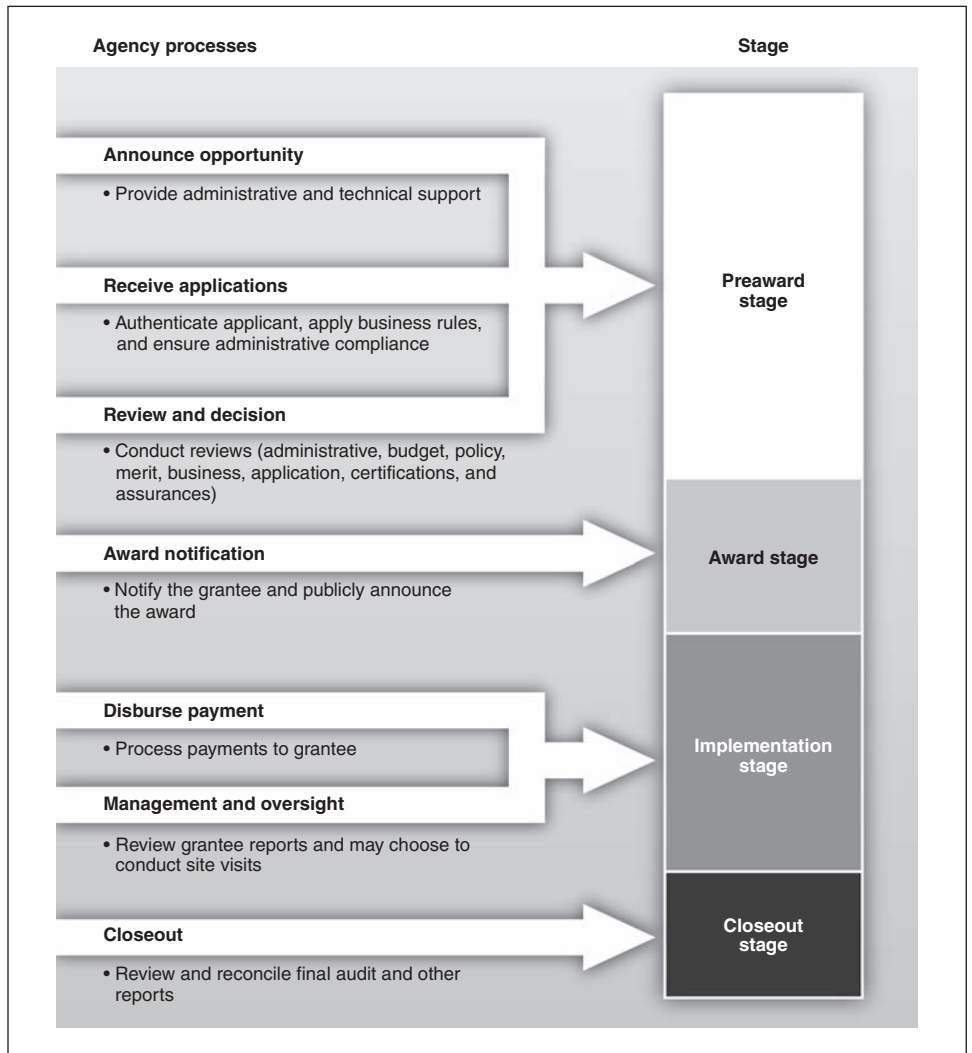 Agency processes
Stage
Announce opportunity
• Provide administrative and technical support
Receive applications
• Authenticate applicant, apply business rules,
and ensure administrative compliance
Review and decision
• Conduct reviews (administrative, budget, policy,
merit, business, application, certifications, and
assurances)
Preaward
stage
Award notification
• Notify the grantee and publicly announce
the award
Award stage
Disburse payment
• Process payments to grantee
Management and oversight
• Review grantee reports and may choose to
conduct site visits
Implementation
stage
Closeout
• Review and reconcile final audit and other
reports
Closeout
stage